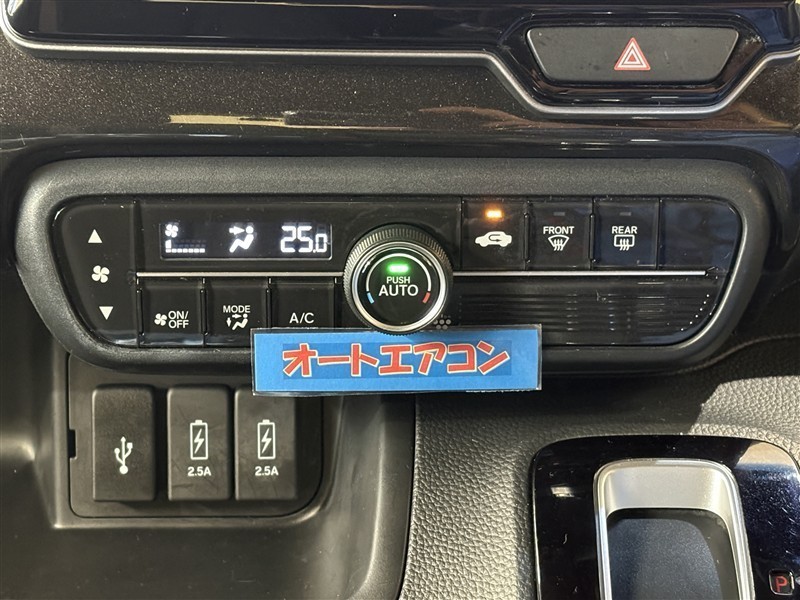 25.0
PUSH
AUTO
FRONT
REAR
ON/
OFF
MODE
A/C
オートエアコン
2.5A
2.5A
P